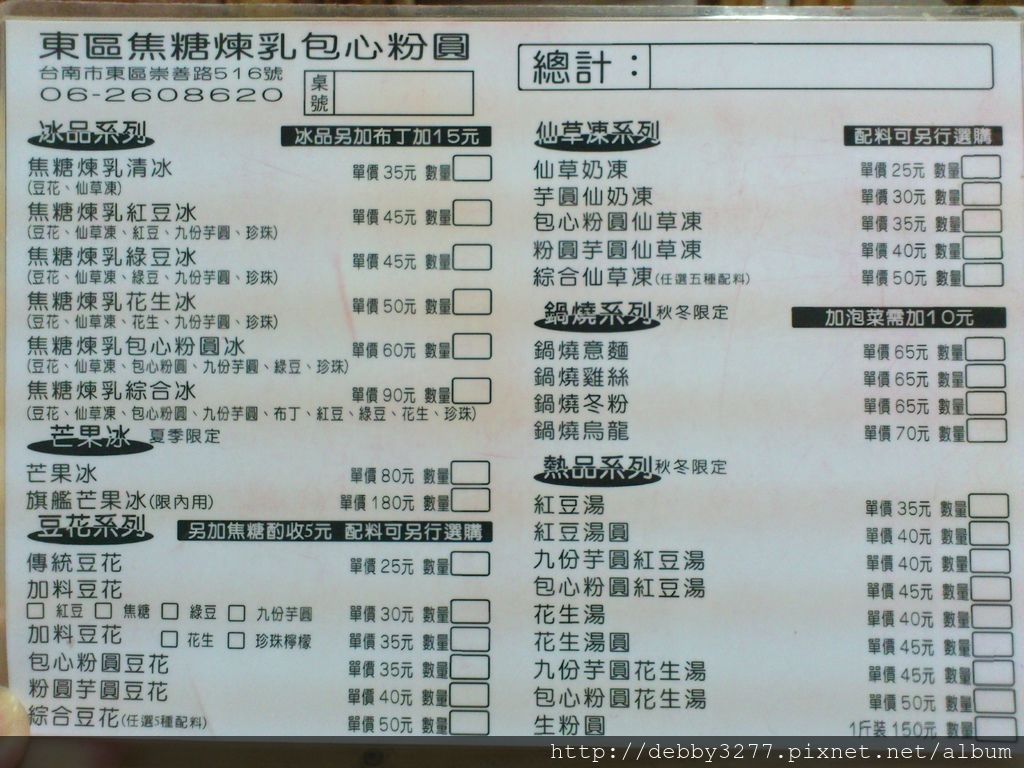 東區焦糖煉乳包心粉圓
台南市東區崇善路516號
06-2608620
桌號
總計：
冰品系列 冰品另加布丁加15元
焦糖煉乳清冰 單價 35元 數量
(豆花、仙草凍)
焦糖煉乳紅豆冰 單價 45元 數量
(豆花、仙草凍、紅豆、九份芋圓、珍珠)
焦糖煉乳綠豆冰 單價 45元 數量
(豆花、仙草凍、綠豆、九份芋圓、珍珠)
焦糖煉乳花生冰 單價 50元 數量
(豆花、仙草凍、花生、九份芋圓、珍珠)
焦糖煉乳包心粉圓冰 單價 60元 數量
(豆花、仙草凍、包心粉圓、九份芋圓、綠豆、珍珠)
焦糖煉乳綜合冰 單價 90元 數量
(豆花、仙草凍、包心粉圓、九份芋圓、布丁、紅豆、綠豆、花生、珍珠)
芒果冰 夏季限定
芒果冰 單價 80元 數量
旗艦芒果冰(限內用) 單價 180元 數量
豆花系列 另加焦糖酌收5元 配料可另行選購
傳統豆花 單價 25元 數量
加料豆花
紅豆 焦糖 綠豆 九份芋圓 單價 30元 數量
加料豆花 花生 珍珠檸檬 單價 35元 數量
包心粉圓豆花 單價 35元 數量
粉圓芋圓豆花 單價 40元 數量
綜合豆花(任選5種配料) 單價 50元 數量
仙草凍系列 配料可另行選購
仙草奶凍 單價 25元 數量
芋圓仙奶凍 單價 30元 數量
包心粉圓仙草凍 單價 35元 數量
粉圓芋圓仙草凍 單價 40元 數量
綜合仙草凍(任選五種配料) 單價 50元 數量
鍋燒系列 秋冬限定 加泡菜需加10元
鍋燒意麵 單價 65元 數量
鍋燒雞絲 單價 65元 數量
鍋燒冬粉 單價 65元 數量
鍋燒烏龍 單價 70元 數量
熱品系列 秋冬限定
紅豆湯 單價 35元 數量
紅豆湯圓 單價 40元 數量
九份芋圓紅豆湯 單價 40元 數量
包心粉圓紅豆湯 單價 45元 數量
花生湯 單價 40元 數量
花生湯圓 單價 45元 數量
九份芋圓花生湯 單價 45元 數量
包心粉圓花生湯 單價 50元 數量
生粉圓 1斤裝 150元 數量
http://debby3277.pixnet.net/album